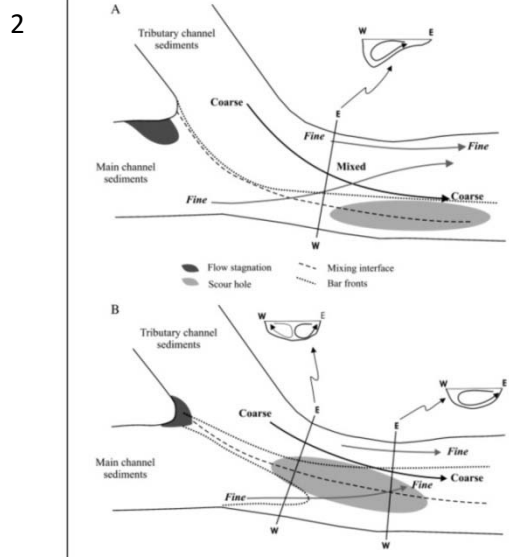 2
A
Tributary channel
sediments
W E
Coarse
E
Fine
Fine
Main channel
sediments
Mixed
Fine
Coarse
W
Flow stagnation
Mixing interface
Scour hole
Bar fronts
B
Tributary channel
sediments
W E
W E
Coarse
E
E
Fine
Coarse
Main channel
sediments
Fine
Fine
W
W